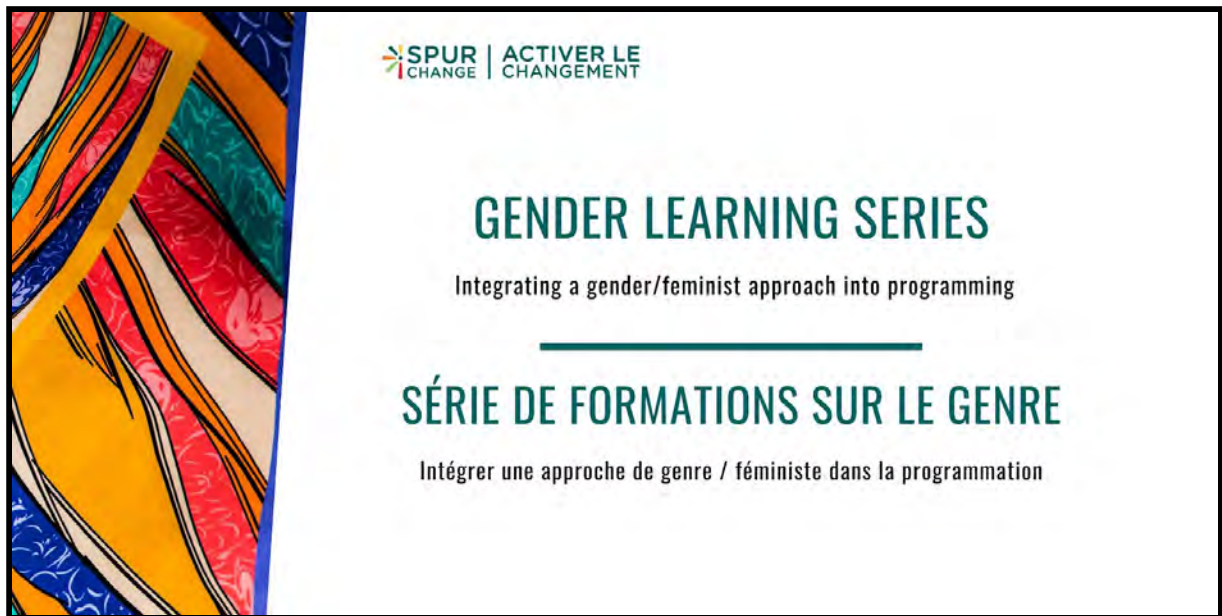 SPUR CHANGE | ACTIVER LE CHANGEMENT
GENDER LEARNING SERIES
Integrating a gender/feminist approach into programming
SÉRIE DE FORMATIONS SUR LE GENRE
Intégrer une approche de genre / féministe dans la programmation